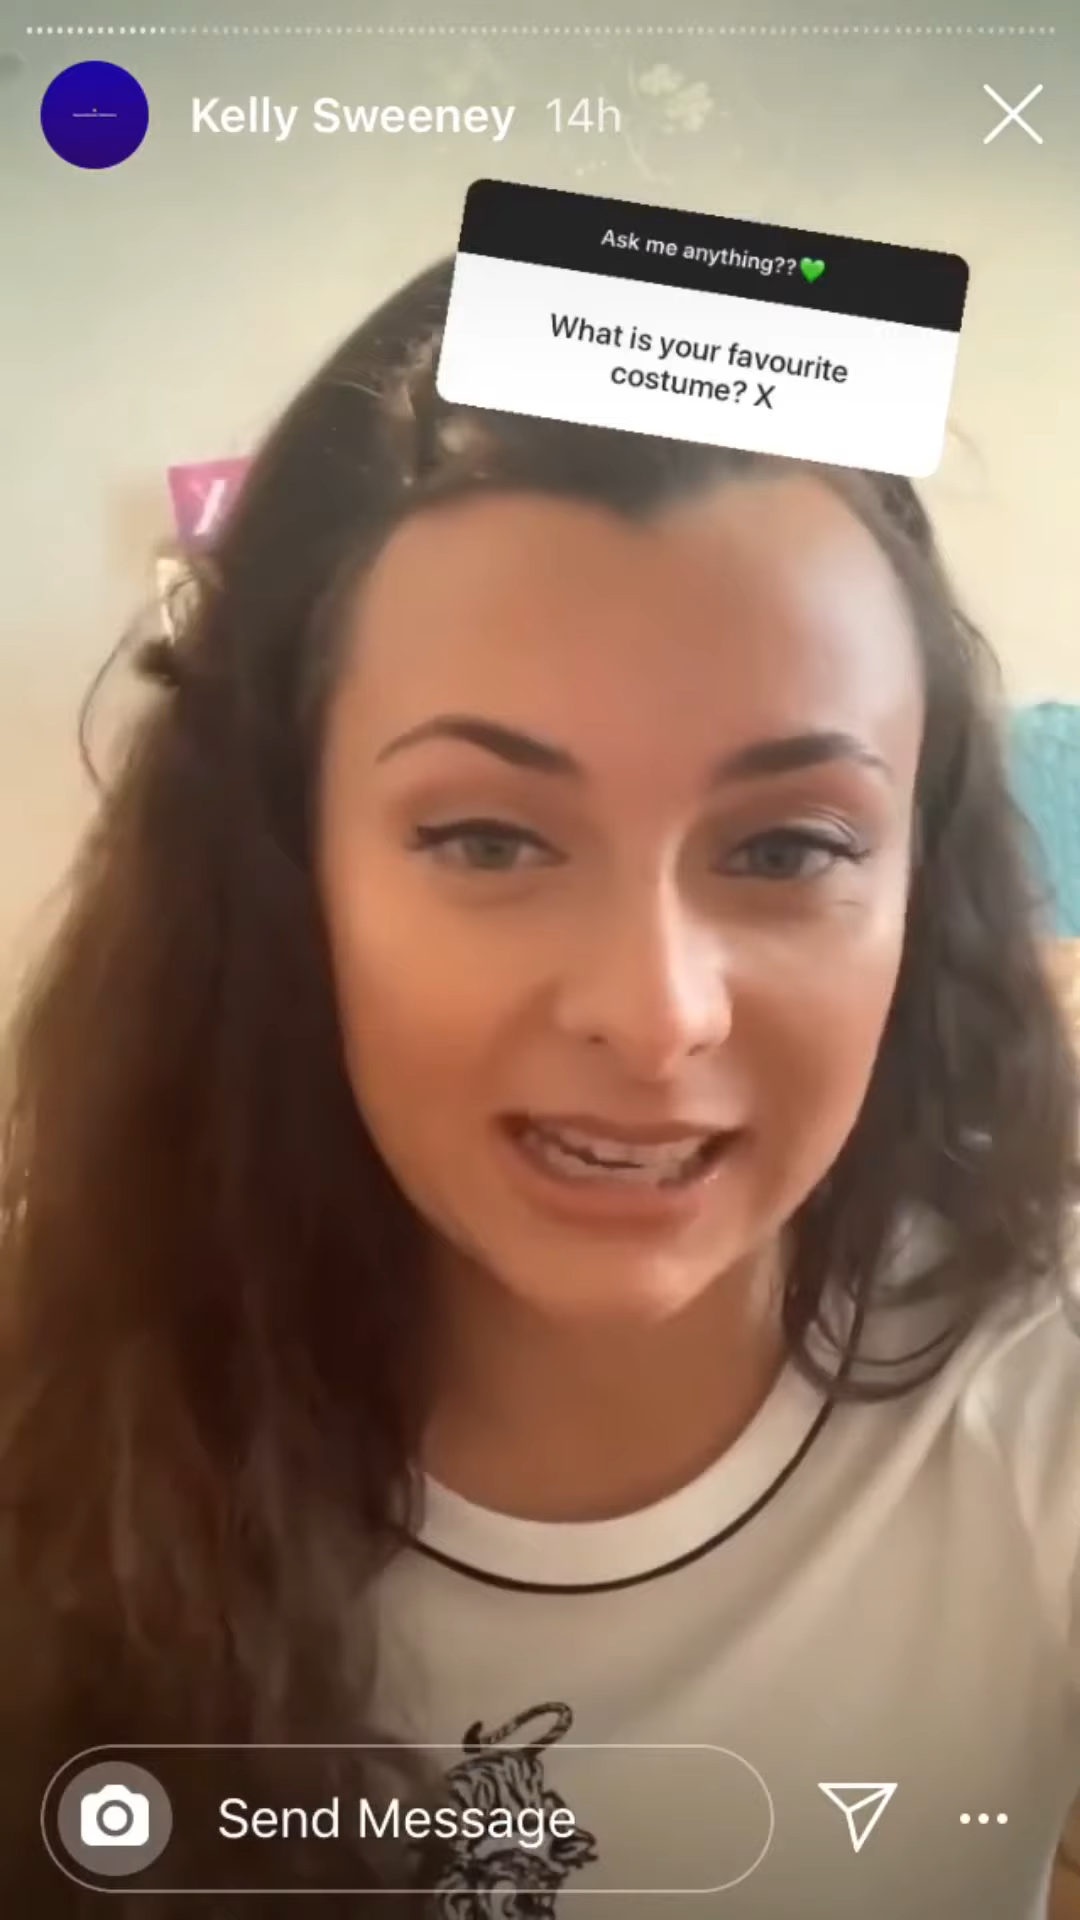 Kelly Sweeney 14h
Ask me anything??💚
What is your favourite
costume? X
Send Message